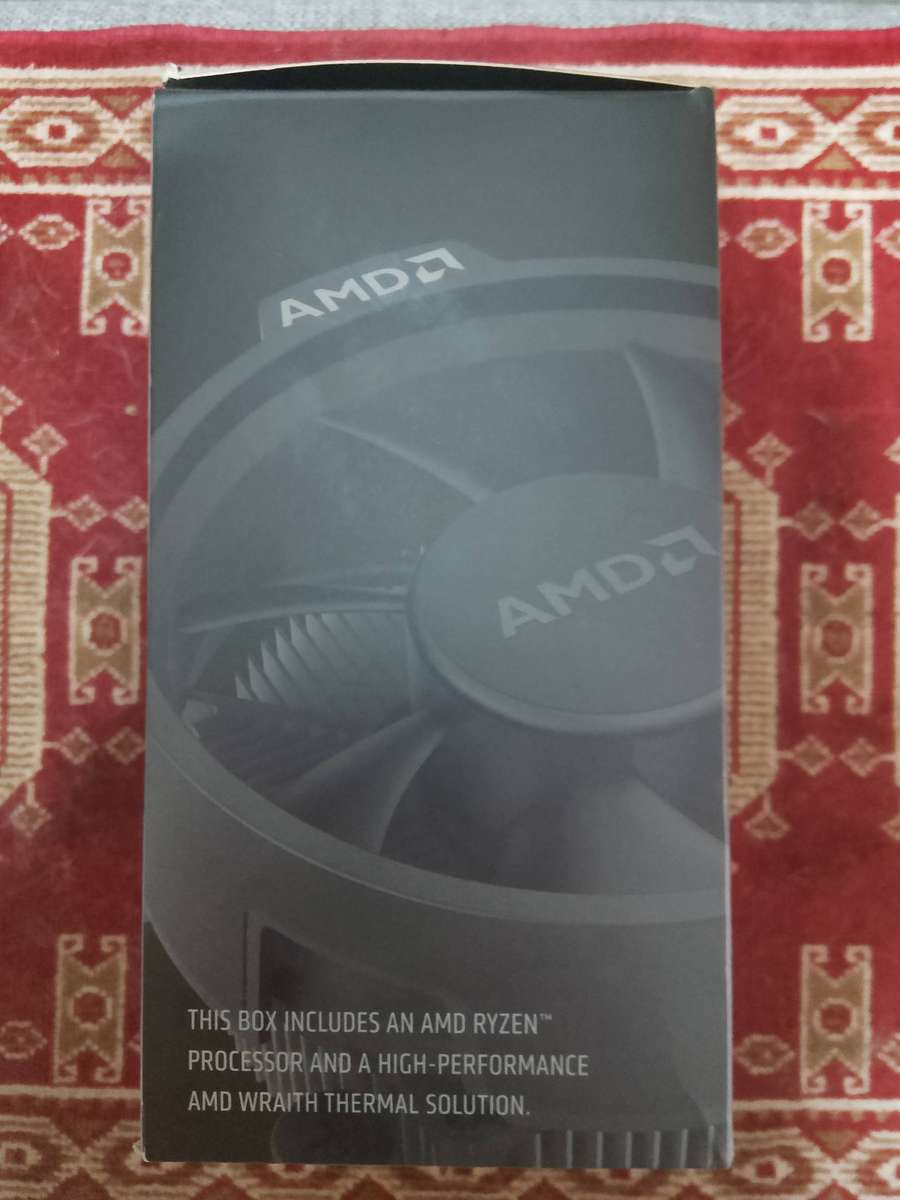 AMD
AMD
THIS BOX INCLUDES AN AMD RYZEN™
PROCESSOR AND A HIGH-PERFORMANCE
AMD WRAITH THERMAL SOLUTION.